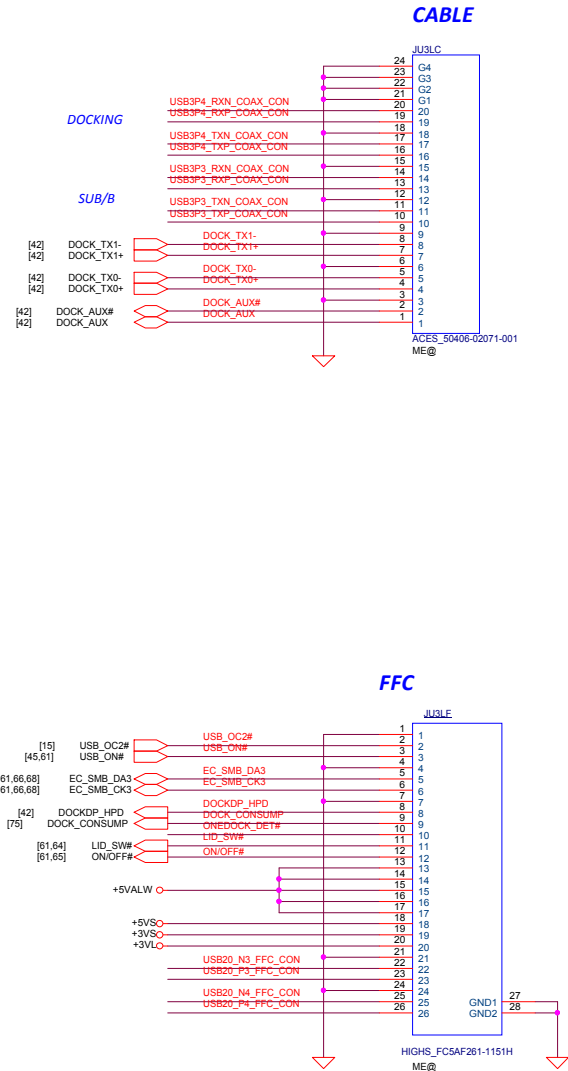 CABLE
JU3LC
24 G4
23 G3
22 G2
21 G1
USB3P4_RXN_COAX_CON 20 20
DOCKING USB3P4_RXP_COAX_CON 19 19
18 18
USB3P4_TXN_COAX_CON 17 17
USB3P4_TXP_COAX_CON 16 16
15 15
USB3P3_RXN_COAX_CON 14 14
USB3P3_RXP_COAX_CON 13 13
SUB/B 12 12
USB3P3_TXN_COAX_CON 11 11
USB3P3_TXP_COAX_CON 10 10
9 9
[42] DOCK_TX1- DOCK_TX1- 8 8
[42] DOCK_TX1+ DOCK_TX1+ 7 7
6 6
[42] DOCK_TX0- DOCK_TX0- 5 5
[42] DOCK_TX0+ DOCK_TX0+ 4 4
3 3
[42] DOCK_AUX# DOCK_AUX# 2 2
[42] DOCK_AUX DOCK_AUX 1 1
ACES_50406-02071-001
ME@
FFC
JU3LF
1 1
[15] USB_OC2# USB_OC2# 2 2
[45,61] USB_ON# USB_ON# 3 3
4 4
61,66,68] EC_SMB_DA3 EC_SMB_DA3 5 5
61,66,68] EC_SMB_CK3 EC_SMB_CK3 6 6
7 7
[42] DOCKDP_HPD DOCKDP_HPD 8 8
[75] DOCK_CONSUMP DOCK_CONSUMP 9 9
ONEDOCK_DET# 10 10
[61,64] LID_SW# LID_SW# 11 11
[61,65] ON/OFF# ON/OFF# 12 12
13 13
14 14
+5VALW 15 15
16 16
17 17
+5VS 18 18
+3VS 19 19
+3VL 20 20
21 21
USB20_N3_FFC_CON 22 22
USB20_P3_FFC_CON 23 23
24 24
USB20_N4_FFC_CON 25 25 GND1 27
USB20_P4_FFC_CON 26 26 GND2 28
HIGHS_FC5AF261-1151H
ME@